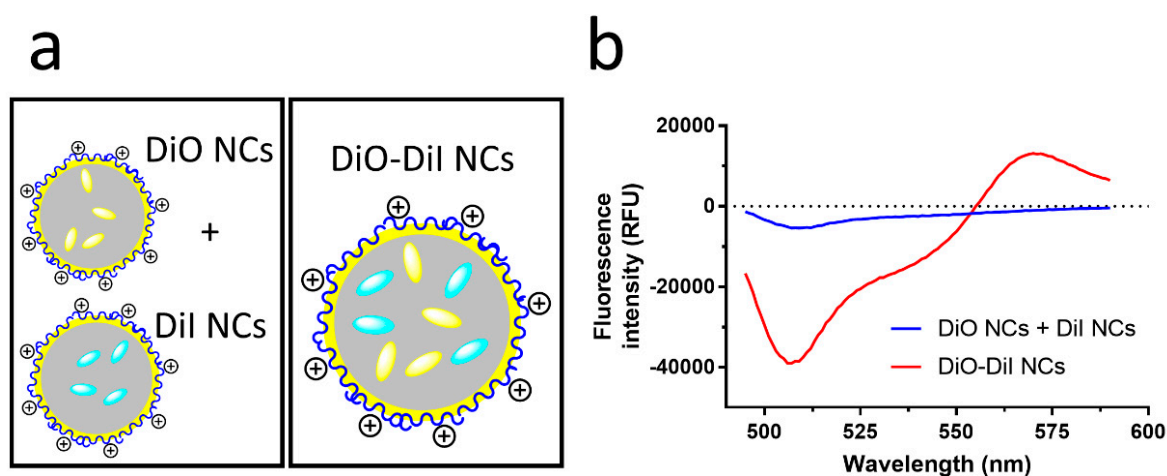 a
DiO NCs
+
DiI NCs
DiO-DiI NCs
b
Fluorescence
intensity (RFU)
20000
0
-20000
-40000
DiO NCs + DiI NCs
DiO-DiI NCs
500
525
550
575
600
Wavelength (nm)